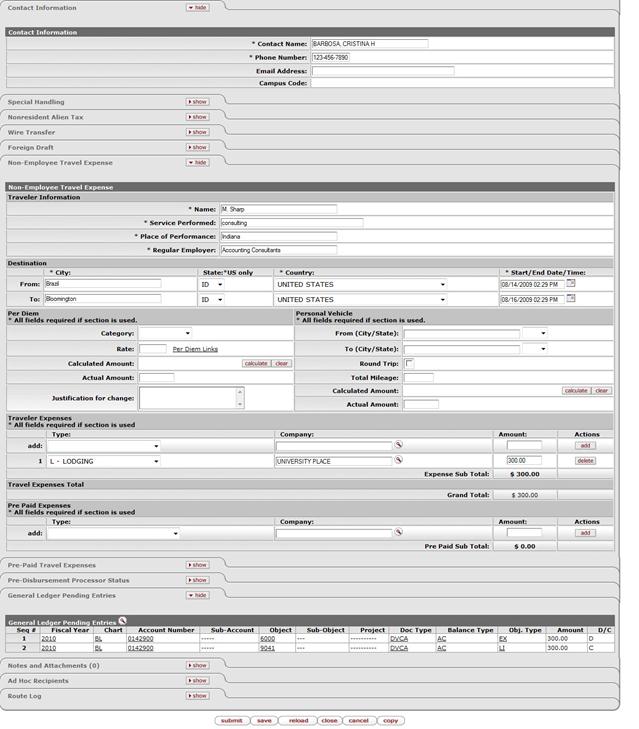 Contact Information hide
Contact Information
* Contact Name: BARBOSA, CRISTINA H
* Phone Number: 123-456-7890
Email Address:
Campus Code:
Special Handling show
Nonresident Alien Tax show
Wire Transfer show
Foreign Draft show
Non-Employee Travel Expense hide
Non-Employee Travel Expense
Traveler Information
* Name: M. Sharp
* Service Performed: consulting
* Place of Performance: Indiana
* Regular Employer: Accounting Consultants
Destination
* City: State:*US only * Country: * Start/End Date/Time:
From: Brazil ID UNITED STATES 08/14/2009 02:29 PM
To: Bloomington ID UNITED STATES 08/16/2009 02:29 PM
Per Diem
* All fields required if section is used.
Category:
Rate: Per Diem Links
Calculated Amount: calculate clear
Actual Amount:
Justification for change:
Personal Vehicle
* All fields required if section is used.
From (City/State):
To (City/State):
Round Trip:
Total Mileage:
Calculated Amount: calculate clear
Actual Amount:
Traveler Expenses
* All fields required if section is used
Type: Company: Amount: Actions
add: add
1 L - LODGING UNIVERSITY PLACE 300.00 delete
Expense Sub Total: $ 300.00
Travel Expenses Total
Grand Total: $ 300.00
Pre Paid Expenses
* All fields required if section is used
Type: Company: Amount: Actions
add: add
Pre Paid Sub Total: $ 0.00
Pre-Paid Travel Expenses show
Pre-Disbursement Processor Status show
General Ledger Pending Entries hide
General Ledger Pending Entries
Seq # Fiscal Year Chart Account Number Sub-Account Object Sub-Object Project Doc Type Balance Type Obj. Type Amount D/C
1 2010 BL 0142900 ----- 6000 --- ---------- DVCA AC EX 300.00 D
2 2010 BL 0142900 ----- 9041 --- ---------- DVCA AC LI 300.00 C
Notes and Attachments (0) show
Ad Hoc Recipients show
Route Log show
submit save reload close cancel copy